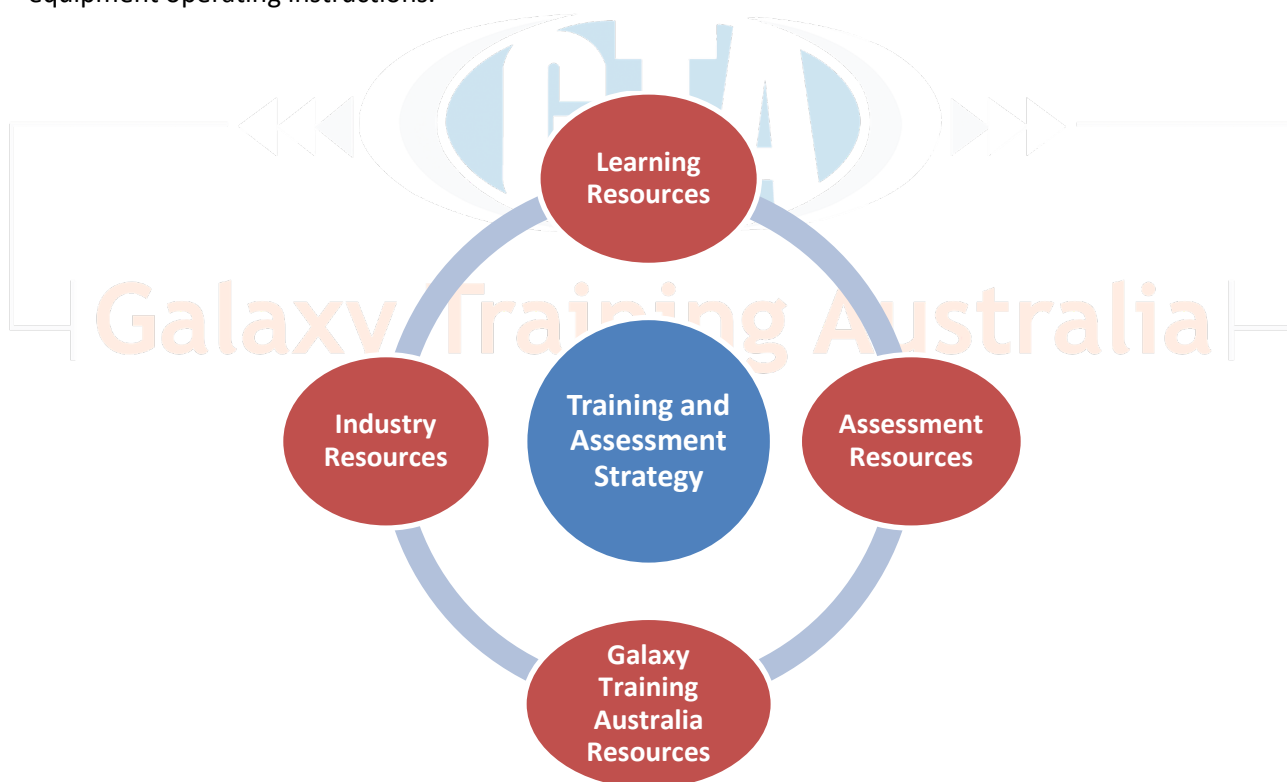 equipment operating instructions.
GTA
Learning
Resources
Galaxy Training Australia
Training and
Assessment
Strategy
Industry
Resources
Assessment
Resources
Galaxy
Training
Australia
Resources